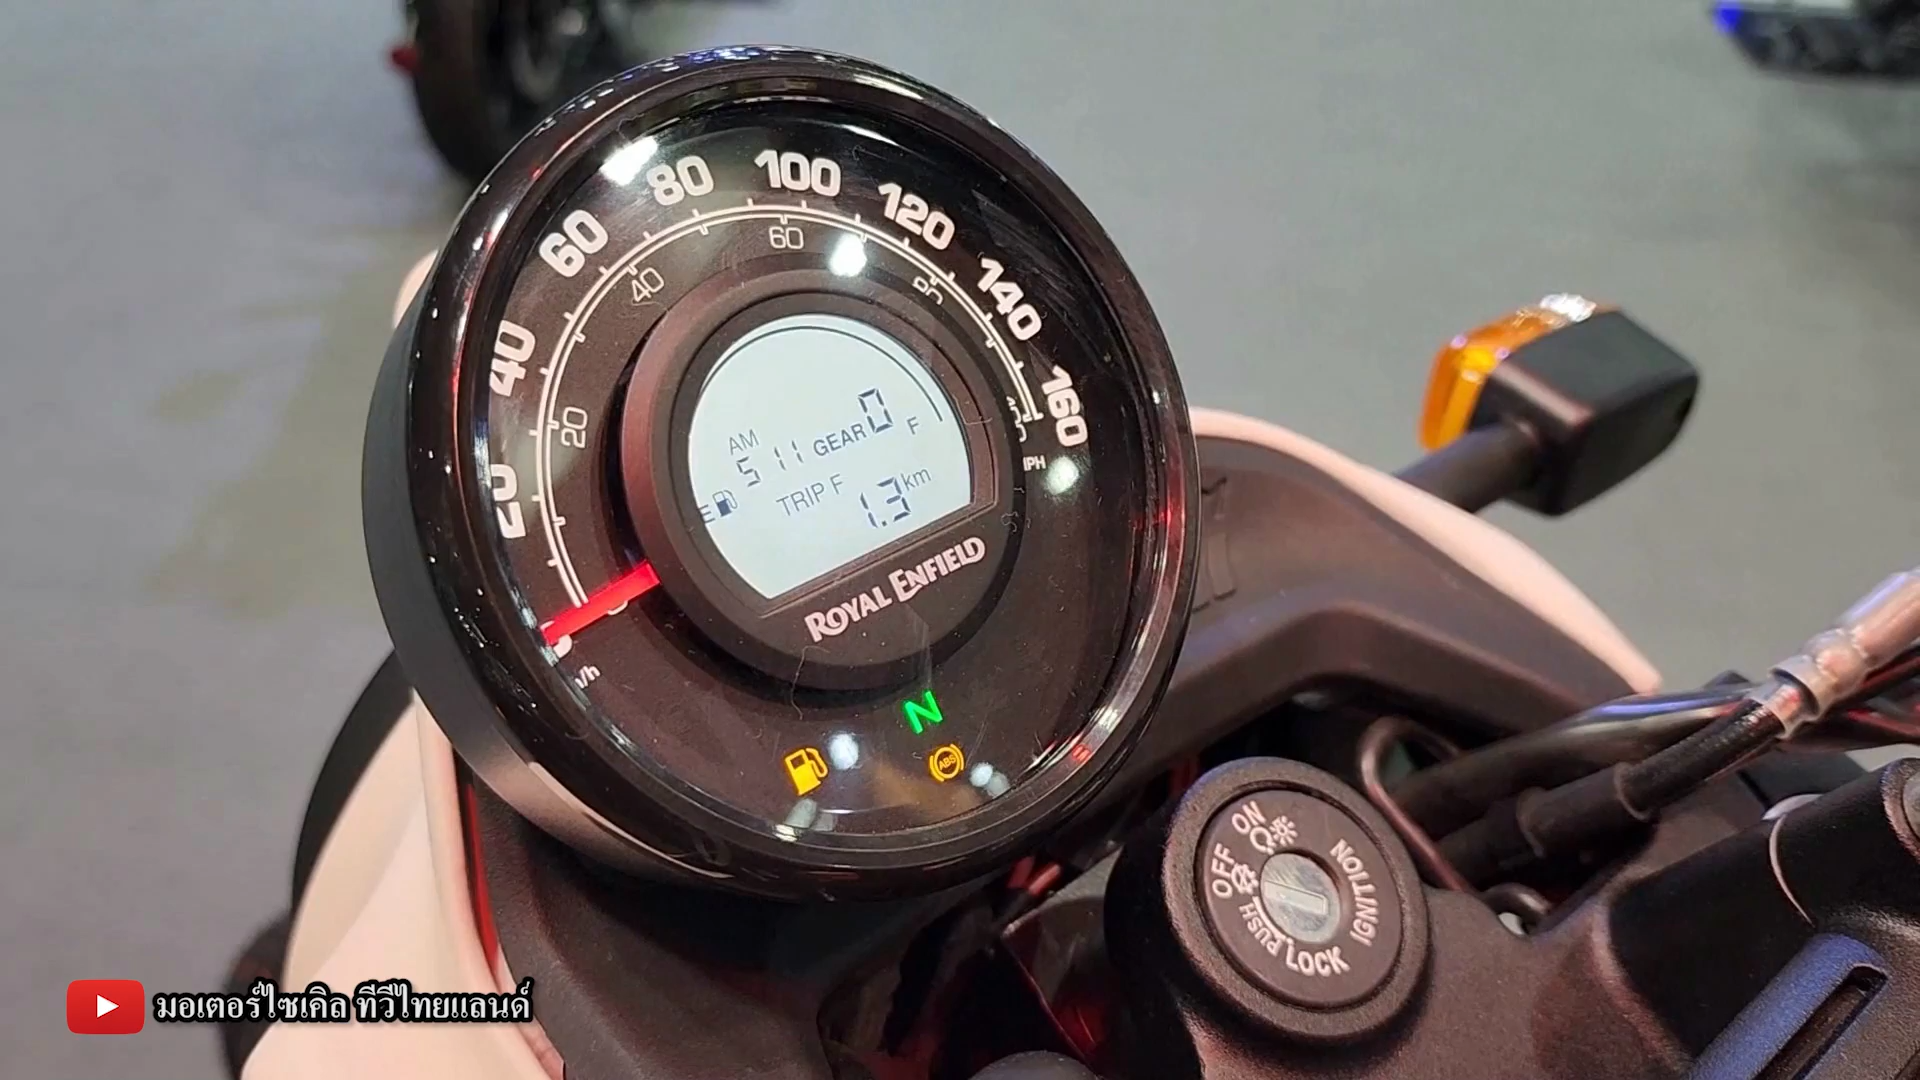 80 100 120
60 60 80 140
40
40 160
20
20
AM
5 11 GEAR 0 F
E TRIP F 1.3 km
ROYAL ENFIELD
N
ABS
ON
OFF
IGNITION
PUSH
LOCK
มอเตอร์ไซเคิล ทีวีไทยแลนด์